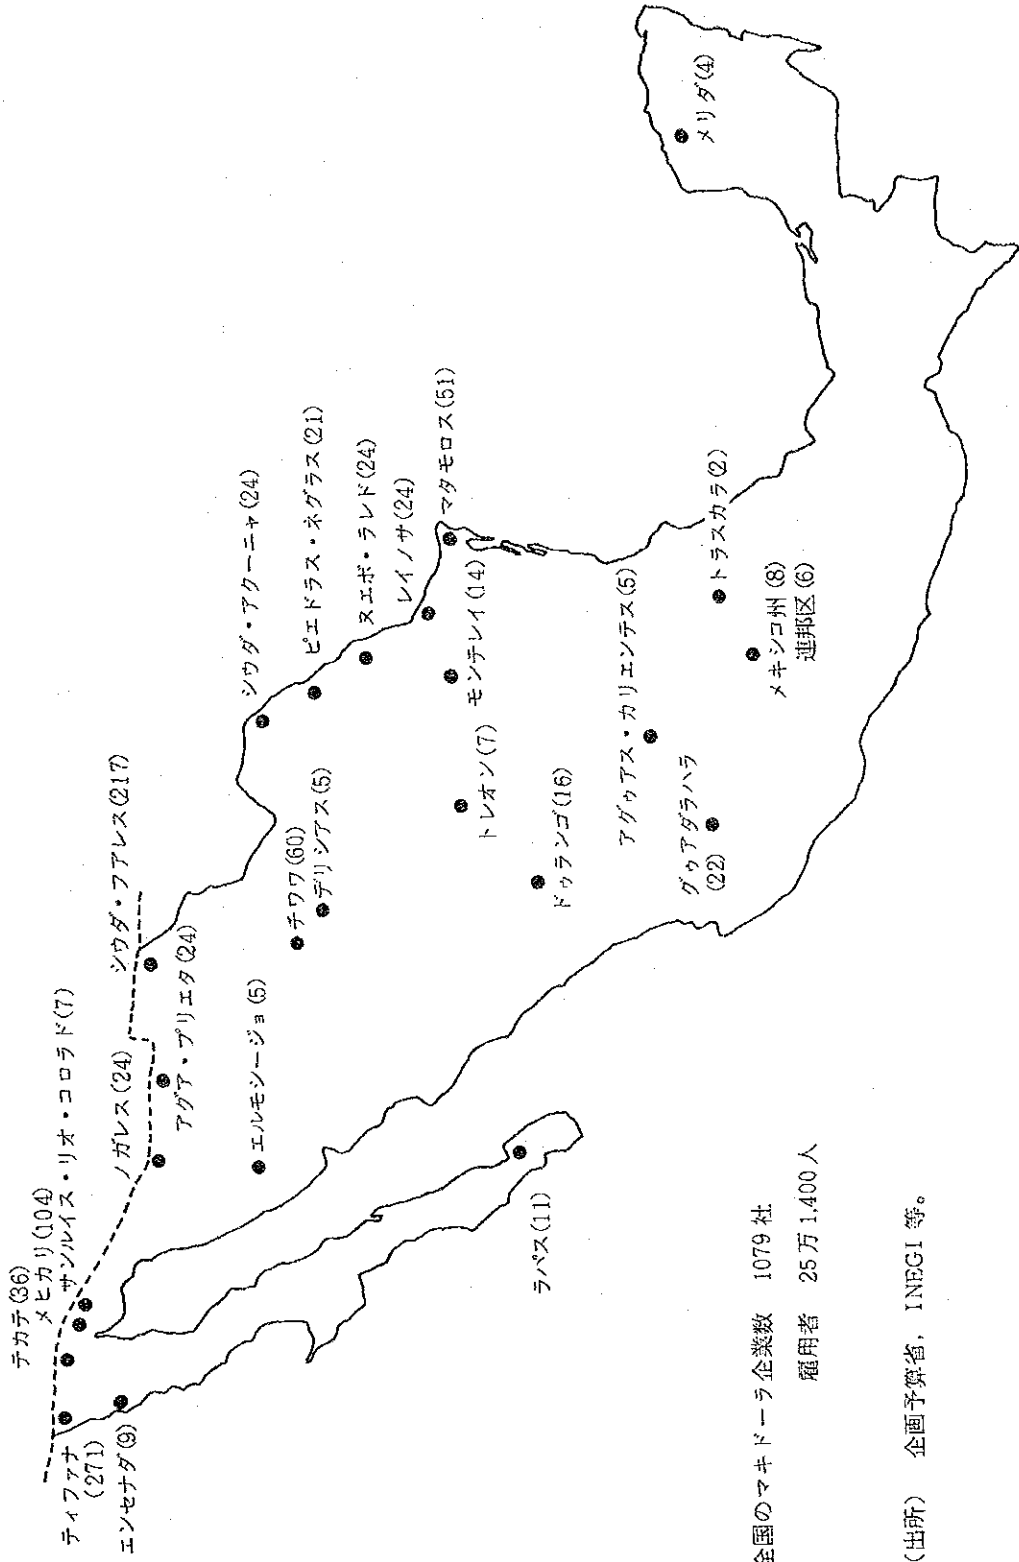 テカテ(36)
メヒカリ(104)
サンルイス・リオ・コロラド(7)
ティファナ
(271)
エンセナダ(9)
ノガレス(24)
アグア・プリエタ(24)
シウダ・フアレス(217)
エルモシージョ(5)
チワワ(60)
デリシアス(5)
シウダ・アクーニャ(24)
ピエドラス・ネグラス(21)
ヌエボ・ラレド(24)
レイノサ(24)
マタモロス(51)
モンテレイ(14)
トレオン(7)
ドゥランゴ(16)
ラパス(11)
アグゥアス・カリエンテス(5)
グゥアダラハラ
(22)
トラスカラ(2)
メキシコ州(8)
連邦区(6)
メリダ(4)
全国のマキドーラ企業数 1079社
雇用者 25万1,400人
(出所) 企画予算省, INEGI等。